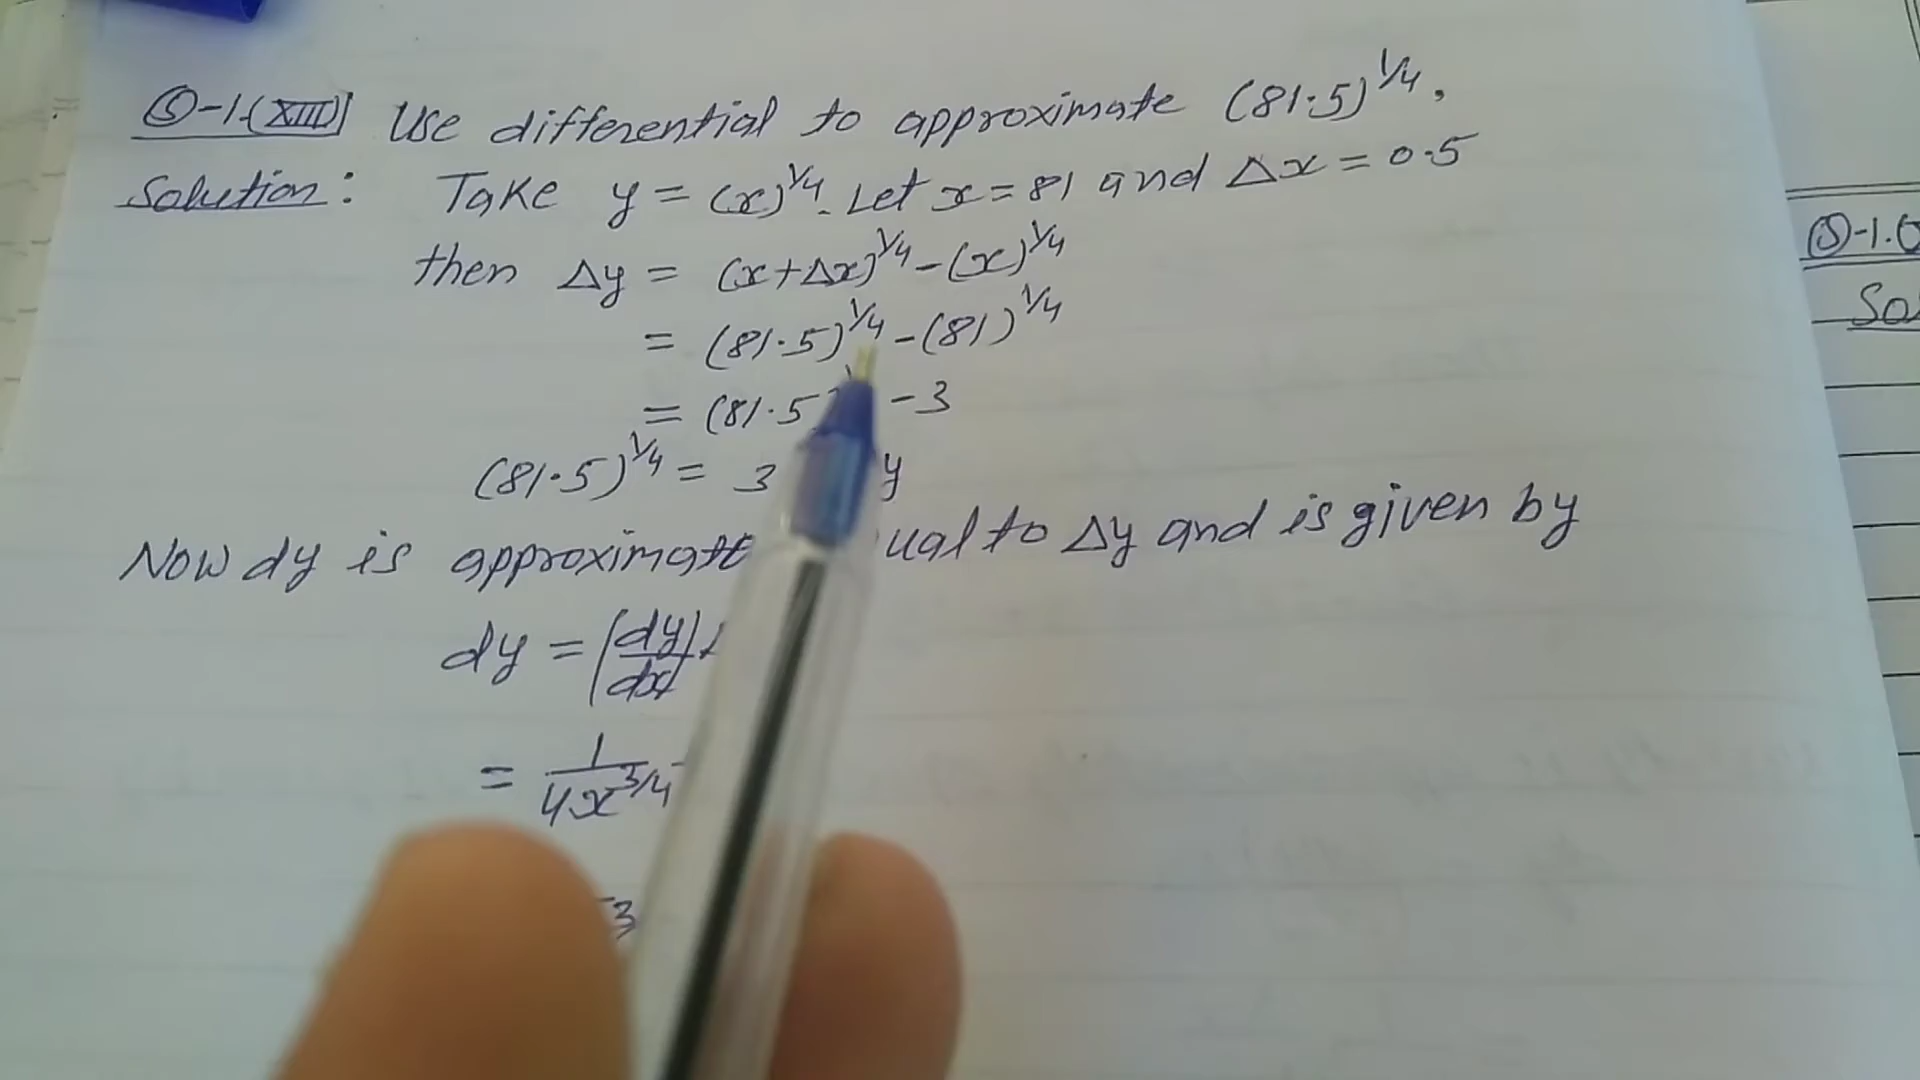 Q-1.(XIII) Use differential to approximate (81.5)^1/4.
Solution: Take y = (x)^1/4. Let x = 81 and Δx = 0.5
then Δy = (x+Δx)^1/4 - (x)^1/4
= (81.5)^1/4 - (81)^1/4
= (81.5) - 3
(81.5)^1/4 = 3 y
Now dy is to Δy and is given by
dy = (dy/dx)
= 1/4x^3/4
3
Q-1.